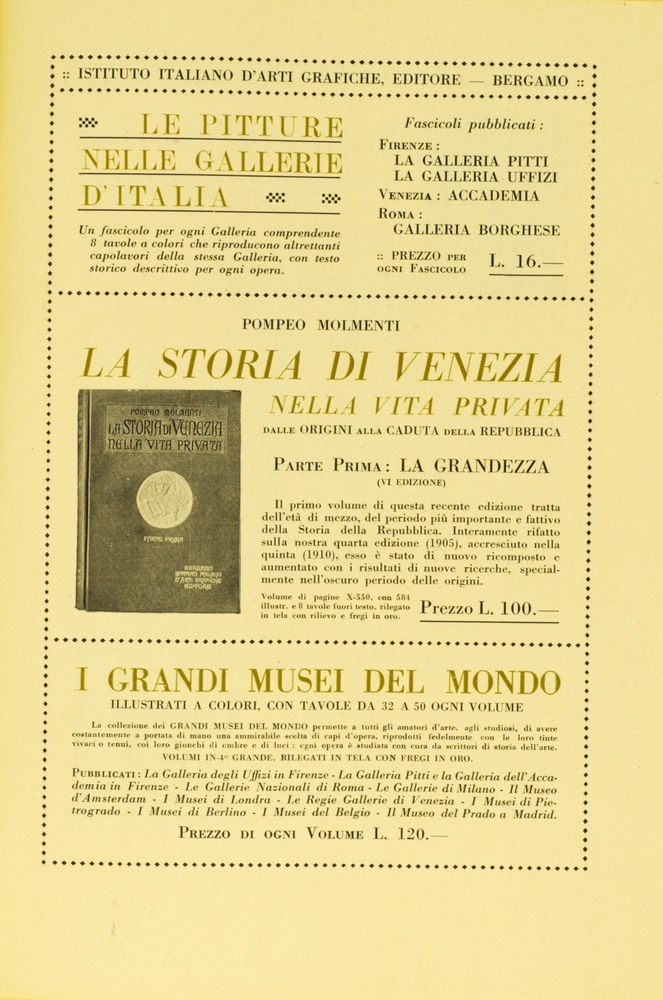 :: ISTITUTO ITALIANO D'ARTI GRAFICHE, EDITORE — BERGAMO ::
LE PITTURE
NELLE GALLERIE
D'ITALIA
Un fascicolo per ogni Galleria comprendente
8 tavole a colori che riproducono altrettanti
capolavori della stessa Galleria, con testo
storico descrittivo per ogni opera.
Fascicoli pubblicati :
FIRENZE :
LA GALLERIA PITTI
LA GALLERIA UFFIZI
VENEZIA : ACCADEMIA
ROMA :
GALLERIA BORGHESE
:: PREZZO PER
OGNI FASCICOLO
L. 16.—
POMPEO MOLMENTI
LA STORIA DI VENEZIA
NELLA VITA PRIVATA
DALLE ORIGINI ALLA CADUTA DELLA REPUBBLICA
POMPEO MOLMENTI
LA STORIA DI VENEZIA
NELLA VITA PRIVATA
PARTE PRIMA
BERGAMO
ISTITUTO ITALIANO
D'ARTI GRAFICHE
EDITORE
PARTE PRIMA : LA GRANDEZZA
(VI EDIZIONE)
Il primo volume di questa recente edizione tratta
dell'età di mezzo, del periodo più importante e fattivo
della Storia della Repubblica. Interamente rifatto
sulla nostra quarta edizione (1905), accresciuto nella
quinta (1910), esso è stato di nuovo ricomposto e
aumentato con i risultati di nuove ricerche, special-
mente nell'oscuro periodo delle origini.
Volume di pagine X-550, con 584
illustr. e 8 tavole fuori testo, rilegato
in tela con rilievo e fregi in oro.
Prezzo L. 100.—
I GRANDI MUSEI DEL MONDO
ILLUSTRATI A COLORI, CON TAVOLE DA 32 A 50 OGNI VOLUME
La collezione dei GRANDI MUSEI DEL MONDO permette a tutti gli amatori d'arte, agli studiosi, di avere
costantemente a portata di mano una ammirabile scelta di capi d'opera, riprodotti fedelmente con le loro tinte
vivaci o tenui, coi loro giuochi di ombre e di luci : ogni opera è studiata con cura da scrittori di storia dell'arte.
VOLUMI IN-4° GRANDE, RILEGATI IN TELA CON FREGI IN ORO.
PUBBLICATI : La Galleria degli Uffizi in Firenze - La Galleria Pitti e la Galleria dell'Acca-
demia in Firenze - Le Gallerie Nazionali di Roma - Le Gallerie di Milano - Il Museo
d'Amsterdam - I Musei di Londra - Le Regie Gallerie di Venezia - I Musei di Pie-
trogrado - I Musei di Berlino - I Musei del Belgio - Il Museo del Prado a Madrid.
PREZZO DI OGNI VOLUME L. 120.—